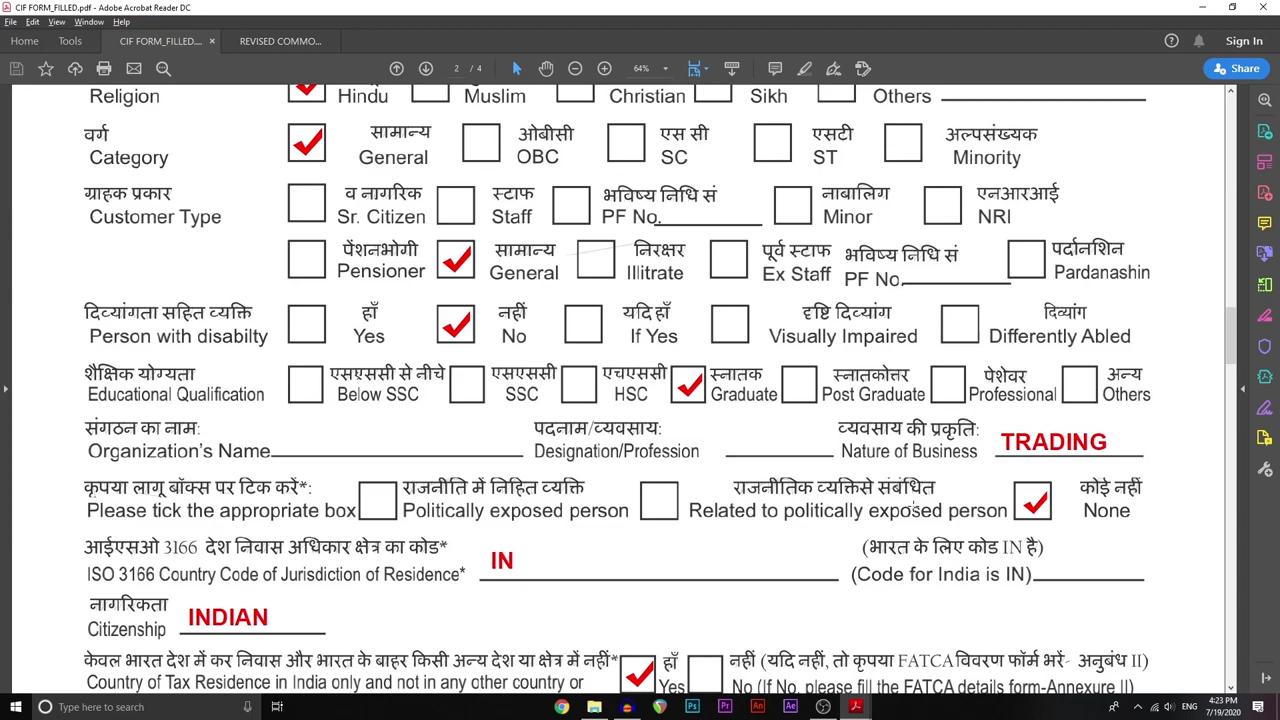 CIF FORM_FILLED.pdf - Adobe Acrobat Reader DC
File Edit View Window Help
Home Tools CIF FORM_FILLED.... × REVISED COMMO... Sign In
2 / 4 64% Share
Religion Hindu Muslim Christian Sikh Others
वर्ग सामान्य ओबीसी एस सी एसटी अल्पसंख्यक
Category General OBC SC ST Minority
ग्राहक प्रकार व नागरिक स्टाफ भविष्य निधि सं नाबालिग एनआरआई
Customer Type Sr. Citizen Staff PF No. Minor NRI
पेंशनभोगी सामान्य निरक्षर पूर्व स्टाफ भविष्य निधि सं पर्दानशिन
Pensioner General Illitrate Ex Staff PF No. Pardanashin
दिव्यांगता सहित व्यक्ति हाँ नहीं यदि हाँ दृष्टि दिव्यांग दिव्यांग
Person with disabilty Yes No If Yes Visually Impaired Differently Abled
शैक्षिक योग्यता एसएससी से नीचे एसएससी एचएससी स्नातक स्नातकोत्तर पेशेवर अन्य
Educational Qualification Below SSC SSC HSC Graduate Post Graduate Professional Others
संगठन का नाम: पदनाम/व्यवसाय: व्यवसाय की प्रकृति:
Organization's Name Designation/Profession Nature of Business TRADING
कृपया लागू बॉक्स पर टिक करें*: राजनीति में निहित व्यक्ति राजनीतिक व्यक्तिसे संबंधित कोई नहीं
Please tick the appropriate box Politically exposed person Related to politically exposed person None
आईएसओ 3166 देश निवास अधिकार क्षेत्र का कोड* IN (भारत के लिए कोड IN है)
ISO 3166 Country Code of Jurisdiction of Residence* (Code for India is IN)
नागरिकता INDIAN
Citizenship
केवल भारत देश में कर निवास और भारत के बाहर किसी अन्य देश या क्षेत्र में नहीं* हाँ नहीं (यदि नहीं, तो कृपया FATCA विवरण फॉर्म भरें- अनुबंध II)
Country of Tax Residence in India only and not in any other country or Yes No (If No, please fill the FATCA details form-Annexure II)
Type here to search 4:23 PM
7/19/2020